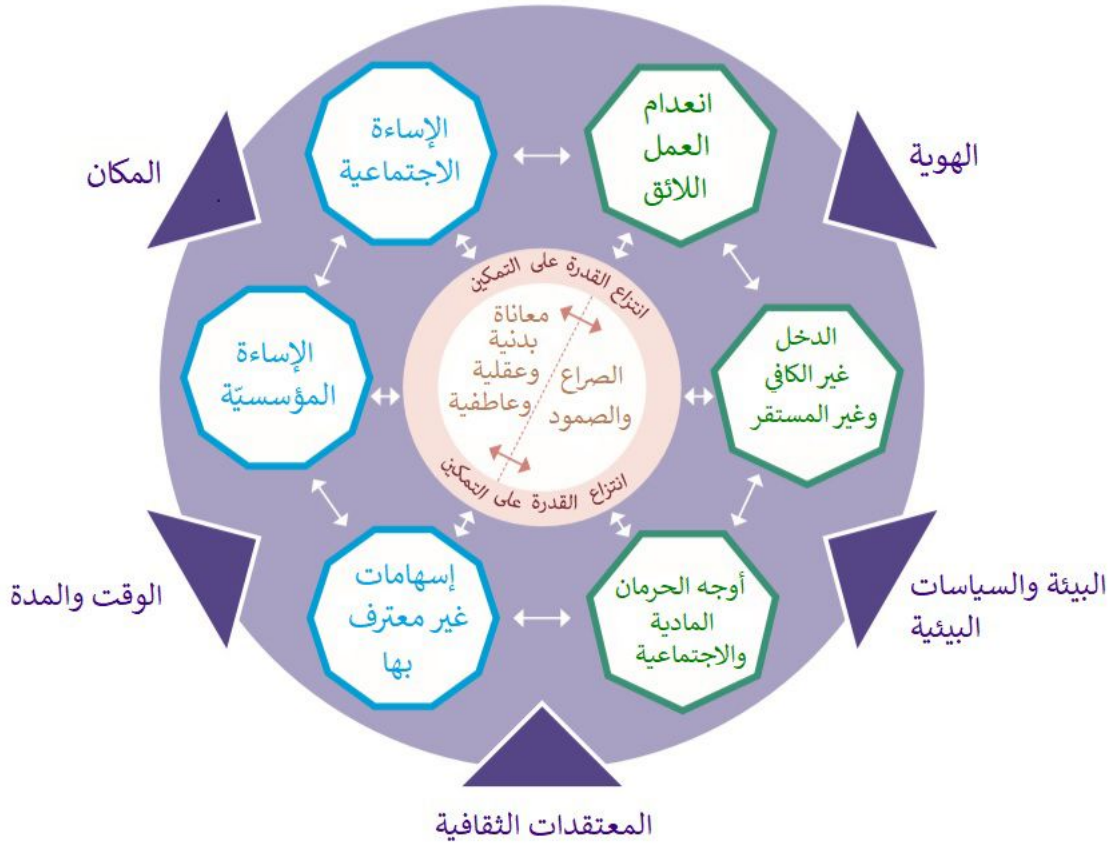 انعدام
العمل
اللائق
الإساءة
الاجتماعية
الهوية
المكان
انتزاع القدرة على التمكين
معاناة
بدنية
وعقلية
وعاطفية
الصراع
والصمود
انتزاع القدرة على التمكين
الدخل
غير الكافي
وغير المستقر
الإساءة
المؤسسيّة
أوجه الحرمان
المادية
والاجتماعية
إسهامات
غير معترف
بها
البيئة والسياسات
البيئية
الوقت والمدة
المعتقدات الثقافية